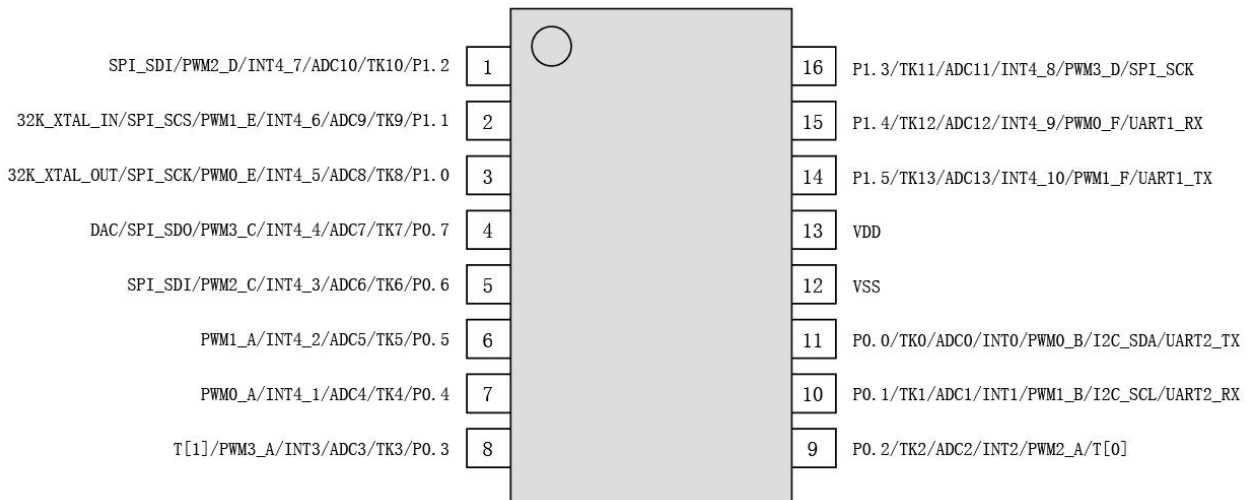 SPI_SDI/PWM2_D/INT4_7/ADC10/TK10/P1.2 1
16 P1.3/TK11/ADC11/INT4_8/PWM3_D/SPI_SCK
32K_XTAL_IN/SPI_SCS/PWM1_E/INT4_6/ADC9/TK9/P1.1 2
15 P1.4/TK12/ADC12/INT4_9/PWM0_F/UART1_RX
32K_XTAL_OUT/SPI_SCK/PWM0_E/INT4_5/ADC8/TK8/P1.0 3
14 P1.5/TK13/ADC13/INT4_10/PWM1_F/UART1_TX
DAC/SPI_SDO/PWM3_C/INT4_4/ADC7/TK7/P0.7 4
13 VDD
SPI_SDI/PWM2_C/INT4_3/ADC6/TK6/P0.6 5
12 VSS
PWM1_A/INT4_2/ADC5/TK5/P0.5 6
11 P0.0/TK0/ADC0/INT0/PWM0_B/I2C_SDA/UART2_TX
PWM0_A/INT4_1/ADC4/TK4/P0.4 7
10 P0.1/TK1/ADC1/INT1/PWM1_B/I2C_SCL/UART2_RX
T[1]/PWM3_A/INT3/ADC3/TK3/P0.3 8
9 P0.2/TK2/ADC2/INT2/PWM2_A/T[0]